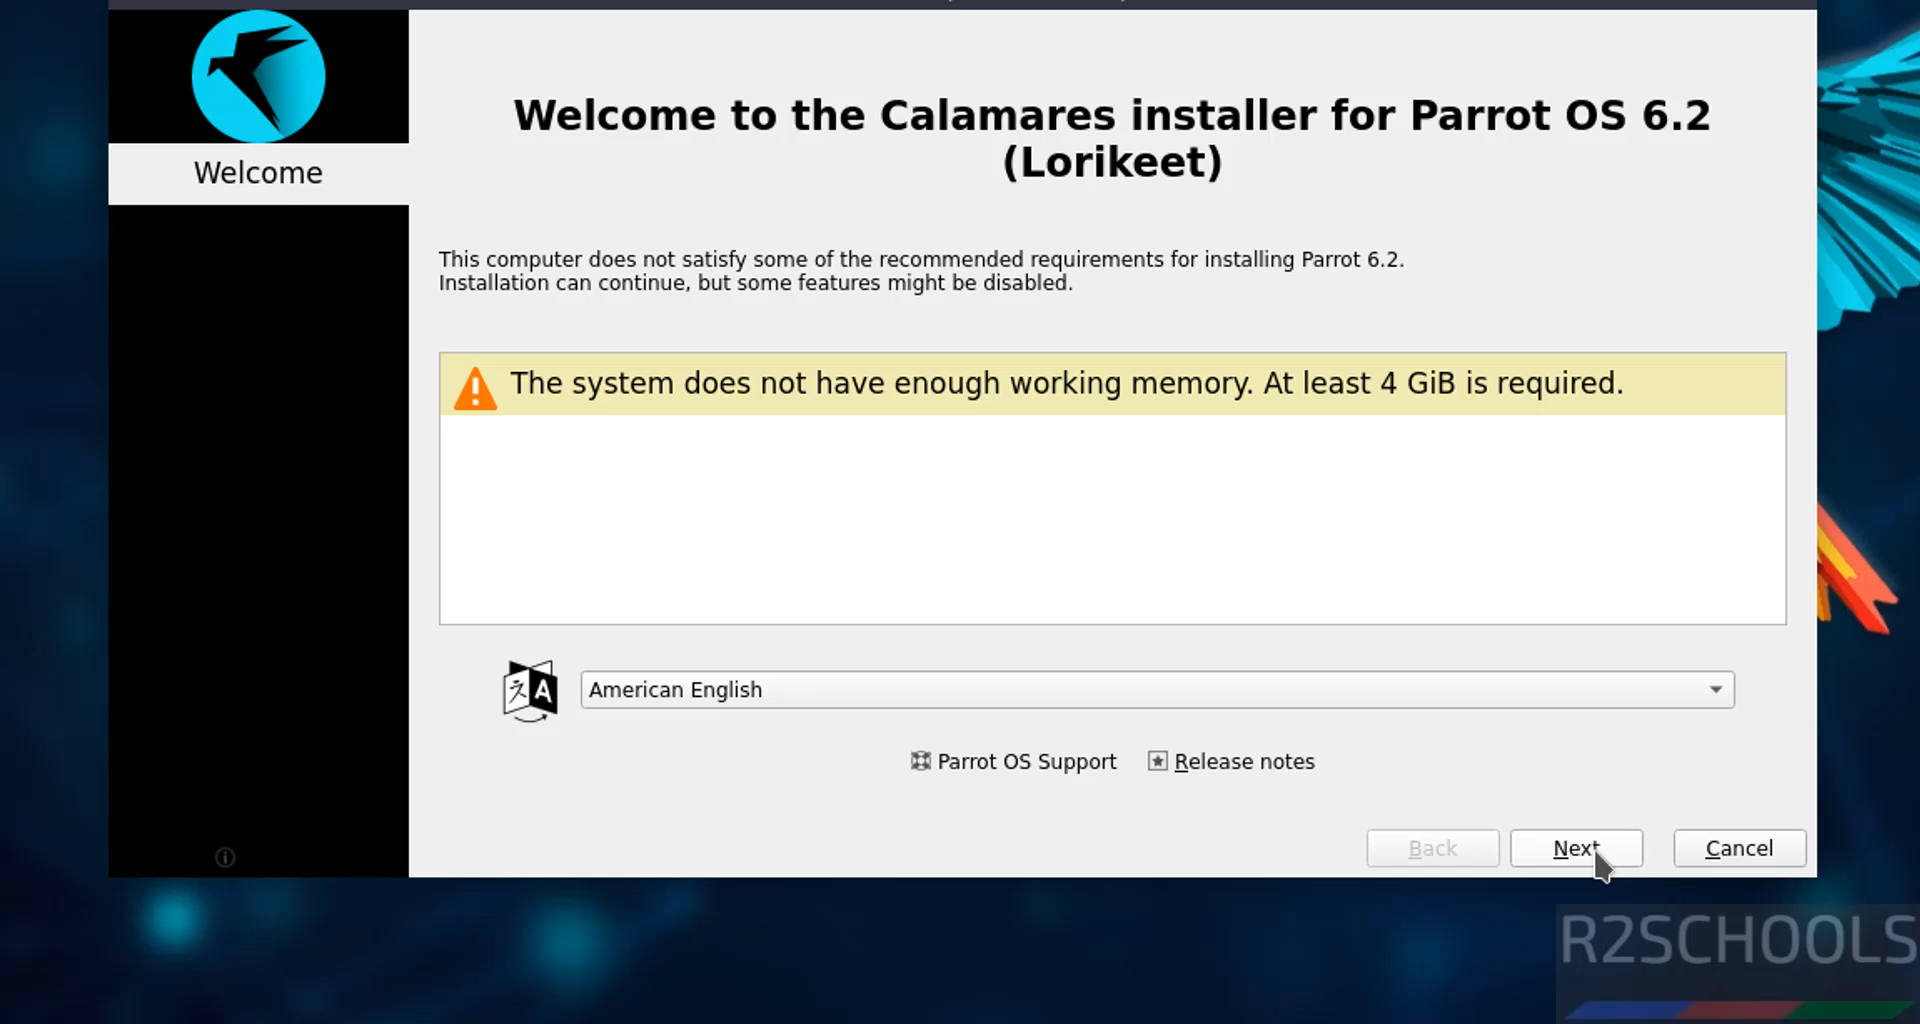 Welcome
Welcome to the Calamares installer for Parrot OS 6.2
(Lorikeet)
This computer does not satisfy some of the recommended requirements for installing Parrot 6.2.
Installation can continue, but some features might be disabled.
The system does not have enough working memory. At least 4 GiB is required.
American English
Parrot OS Support
Release notes
Back
Next
Cancel
R2SCHOOLS